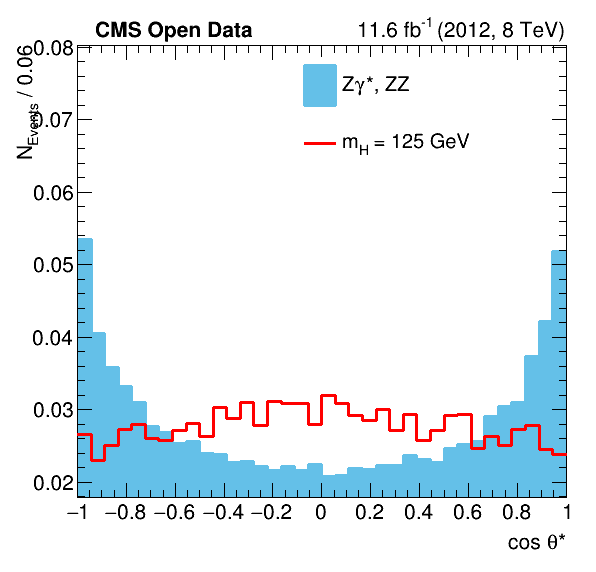 CMS Open Data 11.6 fb-1 (2012, 8 TeV)
NEvents / 0.06
0.08
0.07
0.06
0.05
0.04
0.03
0.02
Zγ*, ZZ
mH = 125 GeV
−1 −0.8 −0.6 −0.4 −0.2 0 0.2 0.4 0.6 0.8 1
cos θ*